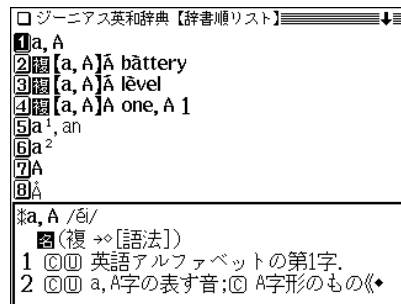 ジーニアス英和辞典【辞書順リスト】
1 a, A
2 複【a, A】Á bàttery
3 複【a, A】Á lèvel
4 複【a, A】A one, A 1
5 a¹, an
6 a²
7 A
8 Å
*a, A /éi/
名(複 →◇[語法])
1 ⒸⓊ 英語アルファベットの第1字.
2 ⒸⓊ a, A字の表す音;Ⓒ A字形のもの《◆